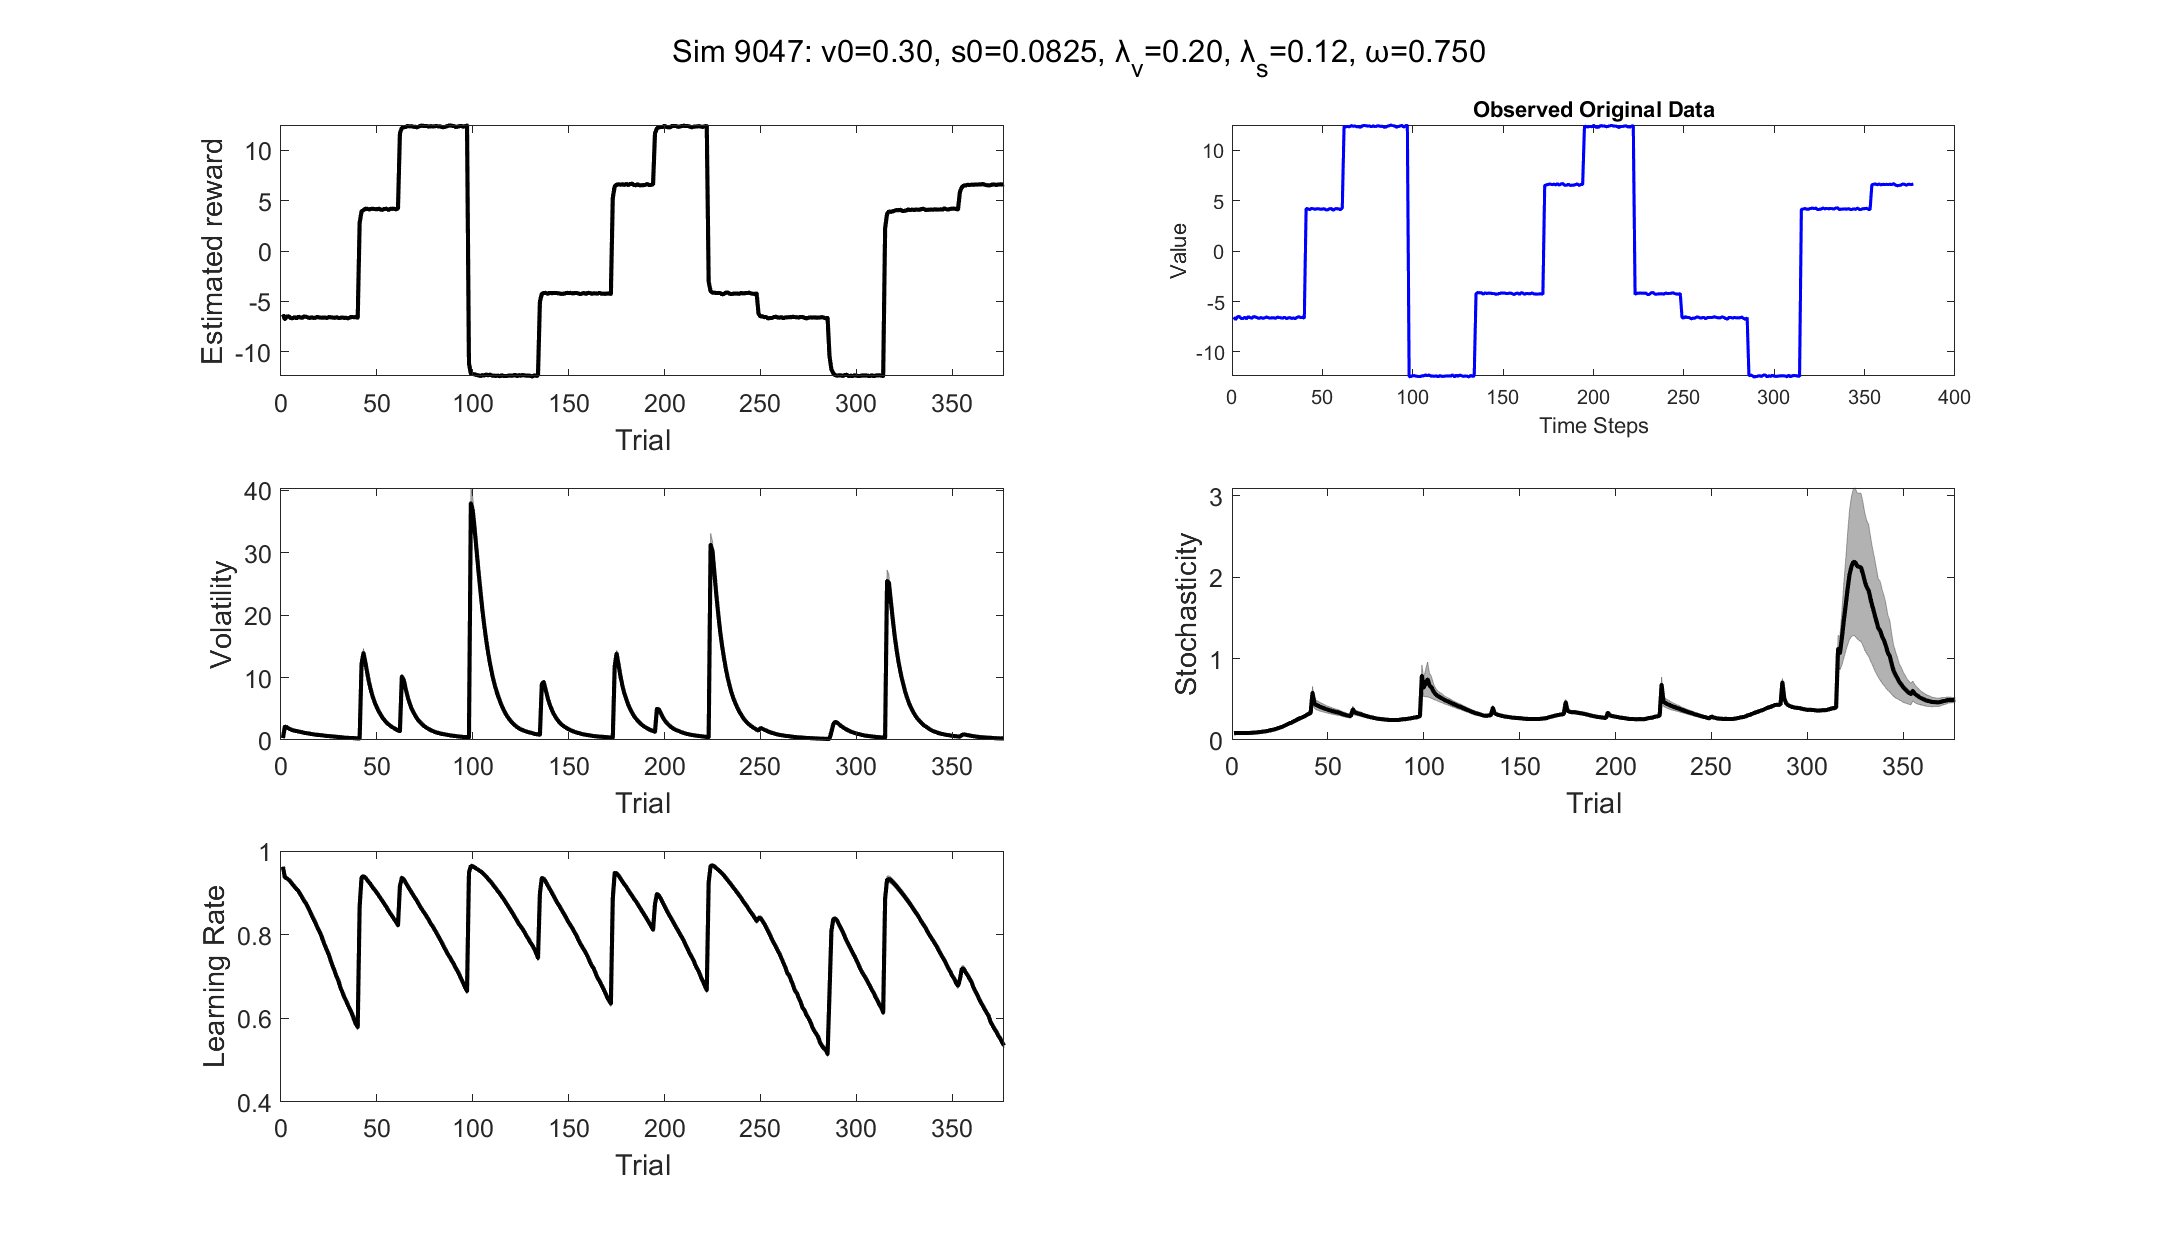 Sim 9047: v0=0.30, s0=0.0825, λv=0.20, λs=0.12, ω=0.750
Estimated reward
10
5
0
-5
-10
0 50 100 150 200 250 300 350
Trial
Observed Original Data
Value
10
5
0
-5
-10
0 50 100 150 200 250 300 350 400
Time Steps
Volatility
40
30
20
10
0
0 50 100 150 200 250 300 350
Trial
Stochasticity
3
2
1
0
0 50 100 150 200 250 300 350
Trial
Learning Rate
1
0.8
0.6
0.4
0 50 100 150 200 250 300 350
Trial